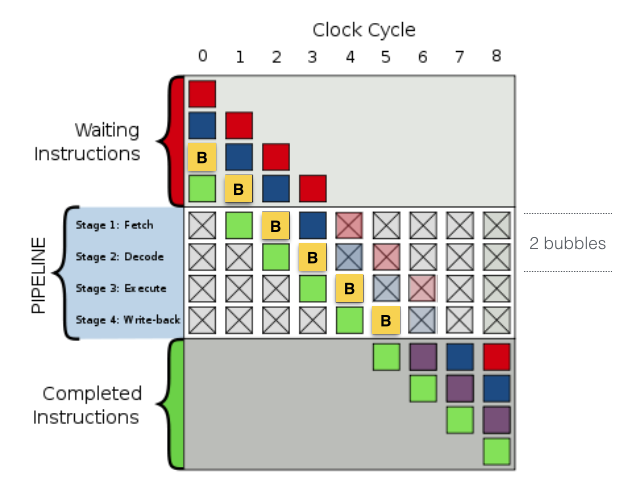 Clock Cycle
0 1 2 3 4 5 6 7 8
Waiting
Instructions
B
B
PIPELINE
Stage 1: Fetch
B
Stage 2: Decode
B
2 bubbles
Stage 3: Execute
B
Stage 4: Write-back
B
Completed
Instructions